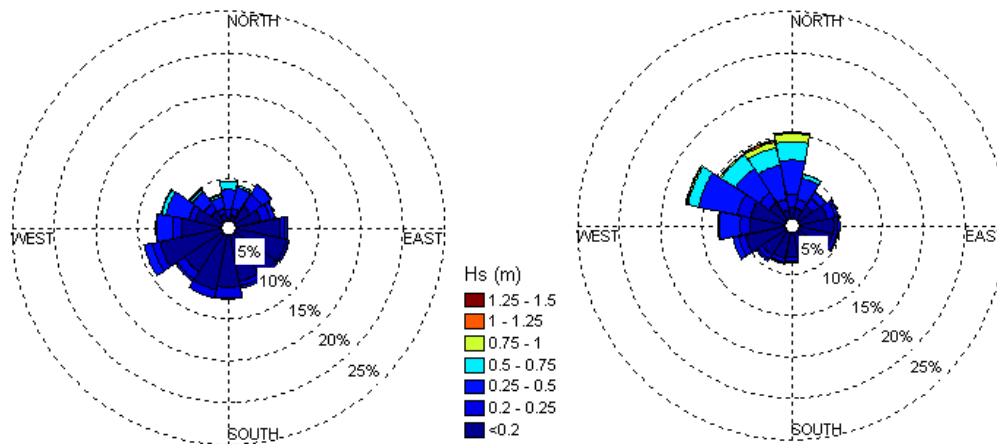 NORTH
WEST
EAST
5%
10%
15%
20%
25%
SOUTH
Hs (m)
1.25 - 1.5
1 - 1.25
0.75 - 1
0.5 - 0.75
0.25 - 0.5
0.2 - 0.25
<0.2
NORTH
WEST
EAST
5%
10%
15%
20%
25%
SOUTH